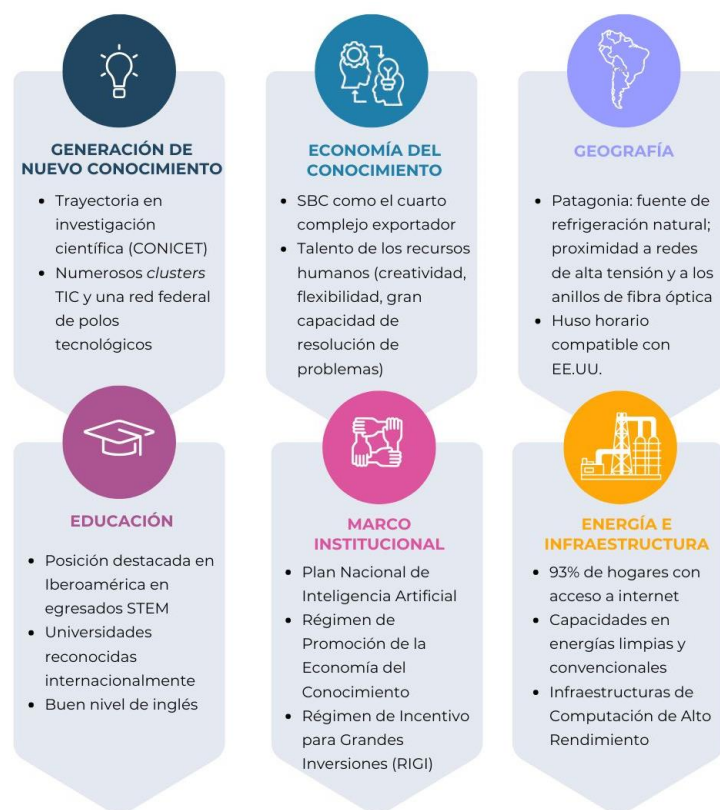 GENERACIÓN DE
NUEVO CONOCIMIENTO
• Trayectoria en
investigación
científica (CONICET)
• Numerosos clusters
TIC y una red federal
de polos
tecnológicos
ECONOMÍA DEL
CONOCIMIENTO
• SBC como el cuarto
complejo exportador
• Talento de los recursos
humanos (creatividad,
flexibilidad, gran
capacidad de
resolución de
problemas)
GEOGRAFÍA
• Patagonia: fuente de
refrigeración natural;
proximidad a redes
de alta tensión y a los
anillos de fibra óptica
• Huso horario
compatible con
EE.UU.
EDUCACIÓN
• Posición destacada en
Iberoamérica en
egresados STEM
• Universidades
reconocidas
internacionalmente
• Buen nivel de inglés
MARCO
INSTITUCIONAL
• Plan Nacional de
Inteligencia Artificial
• Régimen de
Promoción de la
Economía del
Conocimiento
• Régimen de Incentivo
para Grandes
Inversiones (RIGI)
ENERGÍA E
INFRAESTRUCTURA
• 93% de hogares con
acceso a internet
• Capacidades en
energías limpias y
convencionales
• Infraestructuras de
Computación de Alto
Rendimiento